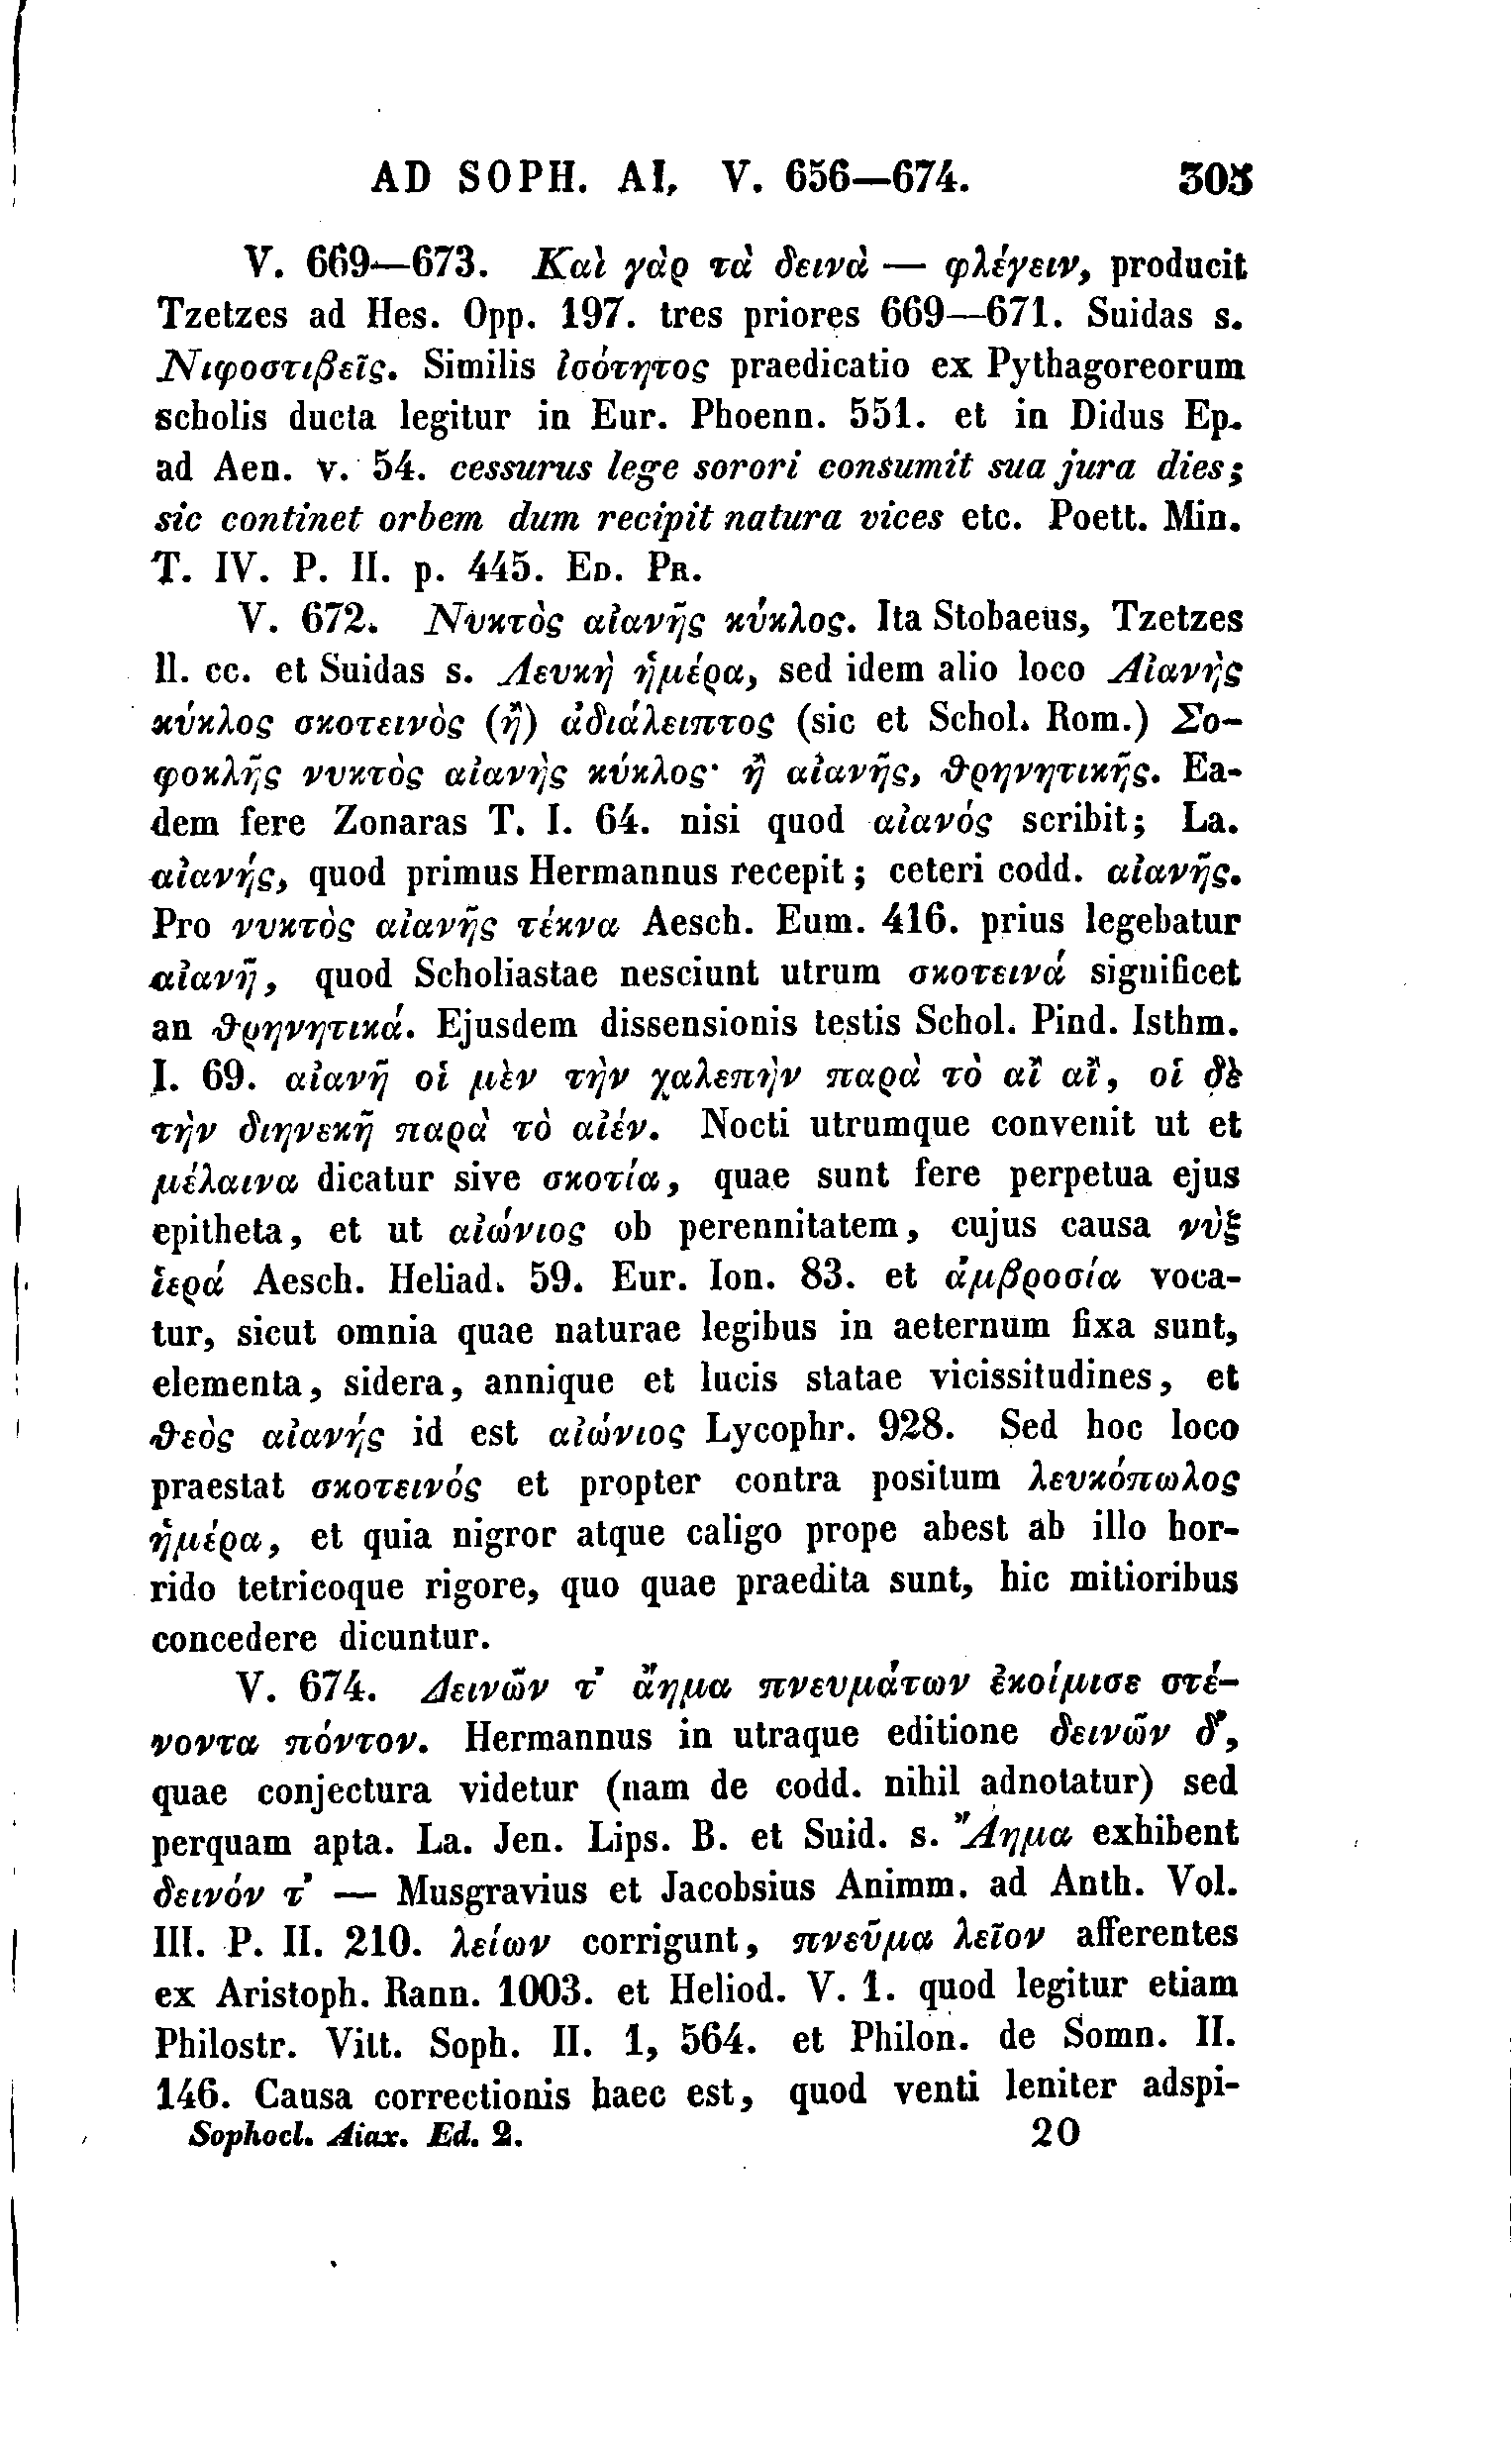 AD SOPH. AI. V. 656—674. 305
V. 669—673. Καὶ γὰρ τὰ δεινὰ — φλέγειν, producit
Tzetzes ad Hes. Opp. 197. tres priores 669—671. Suidas s.
Νιφοστιβεῖς. Similis ἰσότητος praedicatio ex Pythagoreorum
scholis ducta legitur in Eur. Phoenn. 551. et in Didus Ep.
ad Aen. v. 54. cessurus lege sorori consumit sua jura dies;
sic continet orbem dum recipit natura vices etc. Poett. Min.
T. IV. P. II. p. 445. ED. PR.
V. 672. Νυκτὸς αἰανῆς κύκλος. Ita Stobaeus, Tzetzes
ll. cc. et Suidas s. Λευκὴ ἡμέρα, sed idem alio loco Αἰανὴς
κύκλος σκοτεινὸς (ἢ) ἀδιάλειπτος (sic et Schol. Rom.) Σο-
φοκλῆς νυκτὸς αἰανὴς κύκλος· ἢ αἰανῆς, θρηνητικῆς. Ea-
dem fere Zonaras T. I. 64. nisi quod αἰανός scribit; La.
αἰανής, quod primus Hermannus recepit; ceteri codd. αἰανῆς.
Pro νυκτὸς αἰανῆς τέκνα Aesch. Eum. 416. prius legebatur
αἰανῆ, quod Scholiastae nesciunt utrum σκοτεινά significet
an θρηνητικά. Ejusdem dissensionis testis Schol. Pind. Isthm.
I. 69. αἰανῆ οἱ μὲν τὴν χαλεπὴν παρὰ τὸ αἲ αἲ, οἱ δὲ
τὴν διηνεκῆ παρὰ τὸ αἰέν. Nocti utrumque convenit ut et
μέλαινα dicatur sive σκοτία, quae sunt fere perpetua ejus
epitheta, et ut αἰώνιος ob perennitatem, cujus causa νὺξ
ἱερά Aesch. Heliad. 59. Eur. Ion. 83. et ἀμβροσία voca-
tur, sicut omnia quae naturae legibus in aeternum fixa sunt,
elementa, sidera, annique et lucis statae vicissitudines, et
θεὸς αἰανής id est αἰώνιος Lycophr. 928. Sed hoc loco
praestat σκοτεινός et propter contra positum λευκόπωλος
ἡμέρα, et quia nigror atque caligo prope abest ab illo hor-
rido tetricoque rigore, quo quae praedita sunt, hic mitioribus
concedere dicuntur.
V. 674. Δεινῶν τ' ἄημα πνευμάτων ἐκοίμισε στέ-
νοντα πόντον. Hermannus in utraque editione δεινῶν δ',
quae conjectura videtur (nam de codd. nihil adnotatur) sed
perquam apta. La. Jen. Lips. B. et Suid. s. Ἄημα exhibent
δεινόν τ' — Musgravius et Jacobsius Animm. ad Anth. Vol.
III. P. II. 210. λείων corrigunt, πνεῦμα λεῖον afferentes
ex Aristoph. Rann. 1003. et Heliod. V. 1. quod legitur etiam
Philostr. Vitt. Soph. II. 1, 564. et Philon. de Somn. II.
146. Causa correctionis haec est, quod venti leniter adspi-
Sophocl. Aiax. Ed. 2. 20